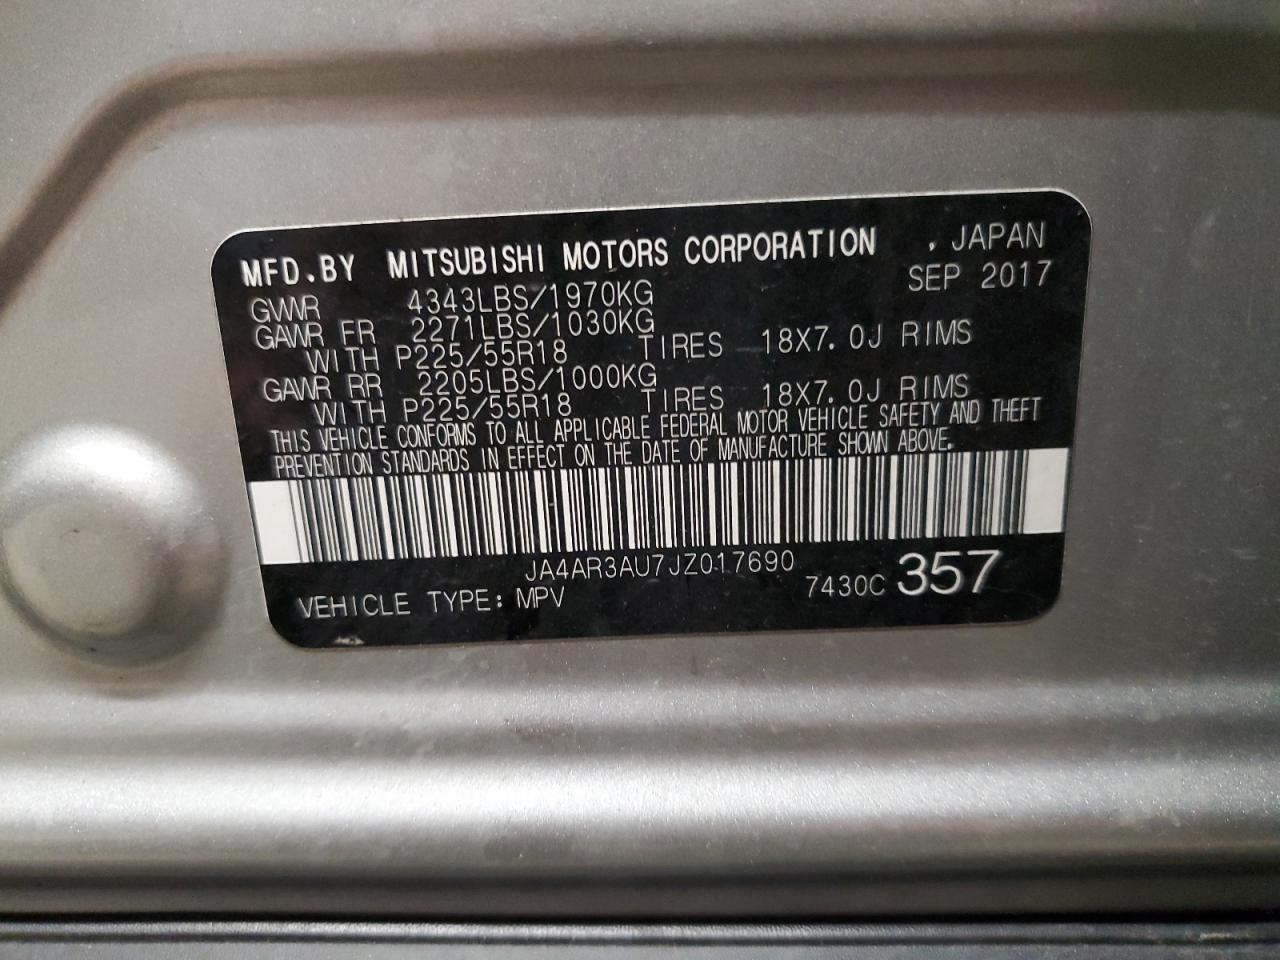 MFD.BY MITSUBISHI MOTORS CORPORATION , JAPAN
SEP 2017
GVWR 4343LBS/1970KG
GAWR FR 2271LBS/1030KG
WITH P225/55R18 TIRES 18X7.0J RIMS
GAWR RR 2205LBS/1000KG
WITH P225/55R18 TIRES 18X7.0J RIMS
THIS VEHICLE CONFORMS TO ALL APPLICABLE FEDERAL MOTOR VEHICLE SAFETY AND THEFT
PREVENTION STANDARDS IN EFFECT ON THE DATE OF MANUFACTURE SHOWN ABOVE.
JA4AR3AU7JZ017690
VEHICLE TYPE: MPV 7430C 357